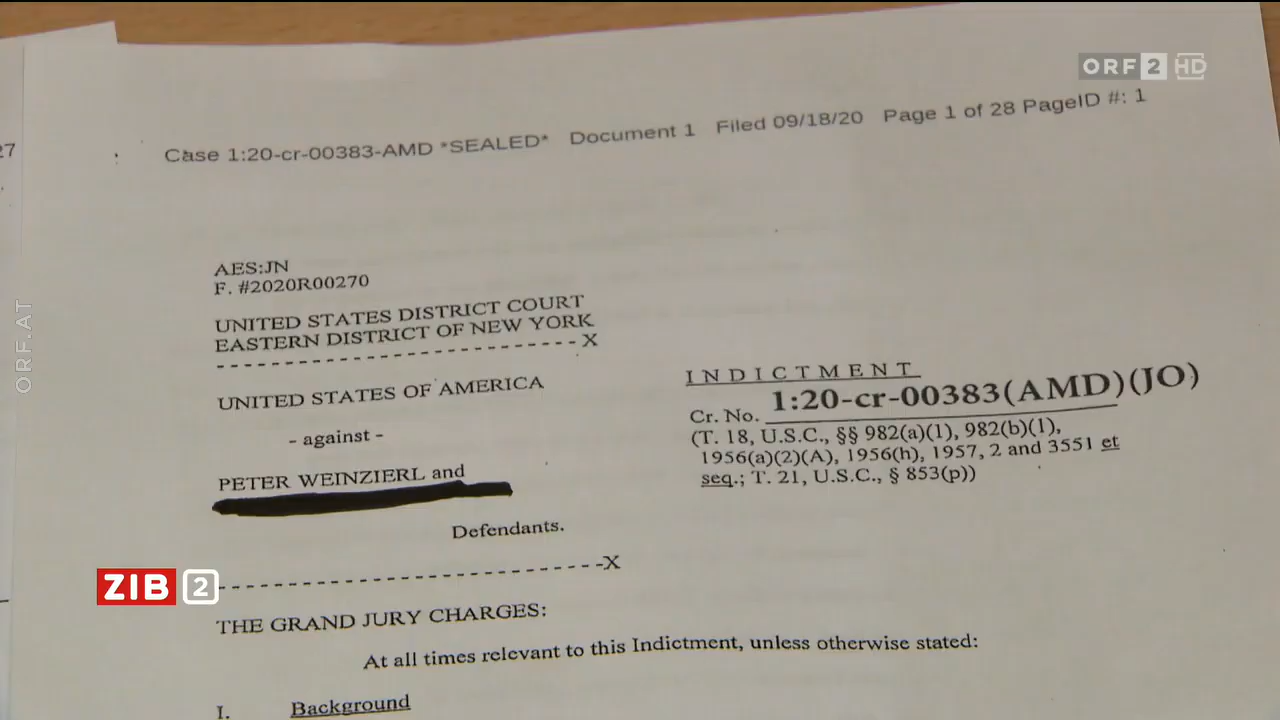 ORF 2 HD
27
Case 1:20-cr-00383-AMD *SEALED* Document 1 Filed 09/18/20 Page 1 of 28 PageID #: 1
AES:JN
F. #2020R00270
UNITED STATES DISTRICT COURT
EASTERN DISTRICT OF NEW YORK
- - - - - - - - - - - - - - - - - - - - - - - - - - - - X
UNITED STATES OF AMERICA
- against -
PETER WEINZIERL and
Defendants.
- - - - - - - - - - - - - - - - - - - - - - - - - - - - -X
INDICTMENT
Cr. No. 1:20-cr-00383(AMD)(JO)
(T. 18, U.S.C., §§ 982(a)(1), 982(b)(1),
1956(a)(2)(A), 1956(h), 1957, 2 and 3551 et
seq.; T. 21, U.S.C., § 853(p))
THE GRAND JURY CHARGES:
At all times relevant to this Indictment, unless otherwise stated:
I. Background
ORF.AT
ZIB 2